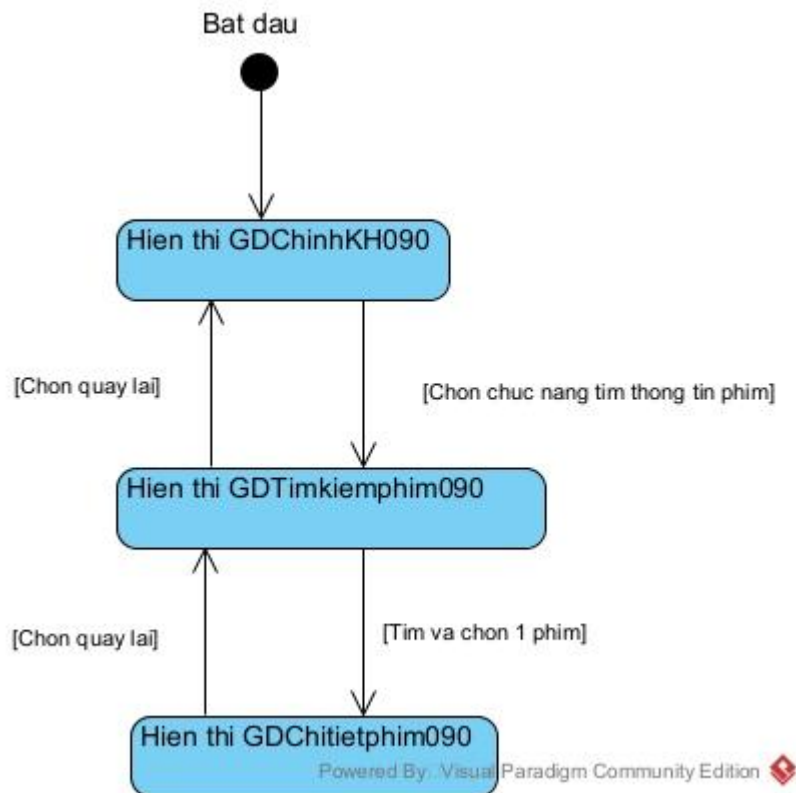 Bat dau
Hien thi GDChinhKH090
[Chon quay lai]
[Chon chuc nang tim thong tin phim]
Hien thi GDTimkiemphim090
[Chon quay lai]
[Tim va chon 1 phim]
Hien thi GDChitietphim090
Powered By Visual Paradigm Community Edition